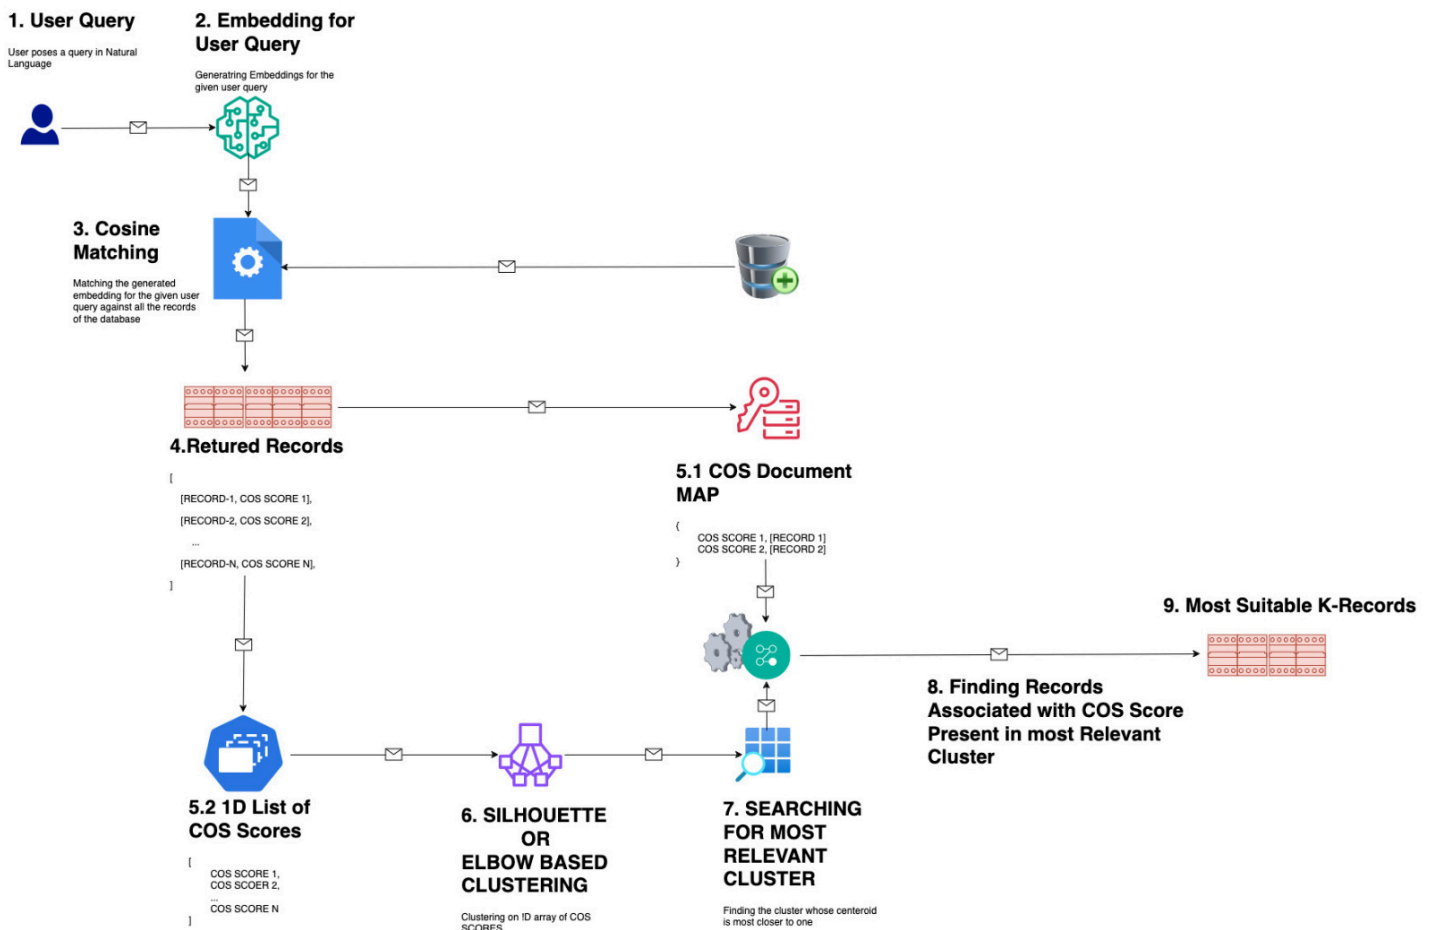 1. User Query
User poses a query in Natural
Language
2. Embedding for
User Query
Generatring Embeddings for the
given user query
3. Cosine
Matching
Matching the generated
embedding for the given user
query against all the records
of the database
4.Retured Records
[
[RECORD-1, COS SCORE 1],
[RECORD-2, COS SCORE 2],
...
[RECORD-N, COS SCORE N],
]
5.1 COS Document
MAP
{
COS SCORE 1, [RECORD 1]
COS SCORE 2, [RECORD 2]
}
5.2 1D List of
COS Scores
[
COS SCORE 1,
COS SCOER 2,
...
COS SCORE N
]
6. SILHOUETTE
OR
ELBOW BASED
CLUSTERING
Clustering on !D array of COS
SCORES
7. SEARCHING
FOR MOST
RELEVANT
CLUSTER
Finding the cluster whose centeroid
is most closer to one
8. Finding Records
Associated with COS Score
Present in most Relevant
Cluster
9. Most Suitable K-Records